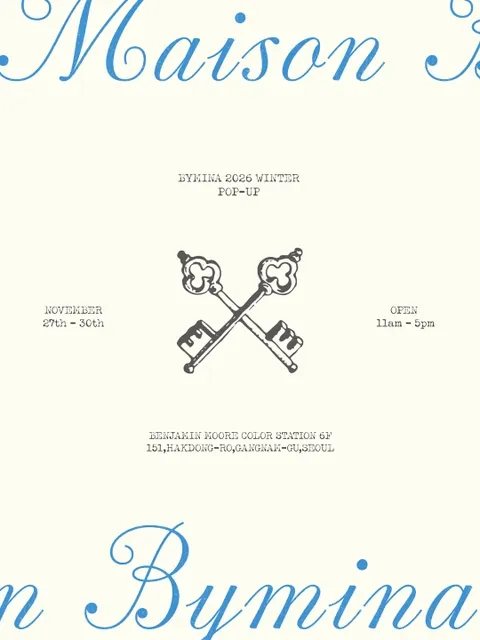 Maison B
BYMINA 2026 WINTER
POP-UP
NOVEMBER
27th - 30th
OPEN
11am - 5pm
BENJAMIN MOORE COLOR STATION 6F
151,HAKDONG-RO,GANGNAM-GU,SEOUL
n Bymina